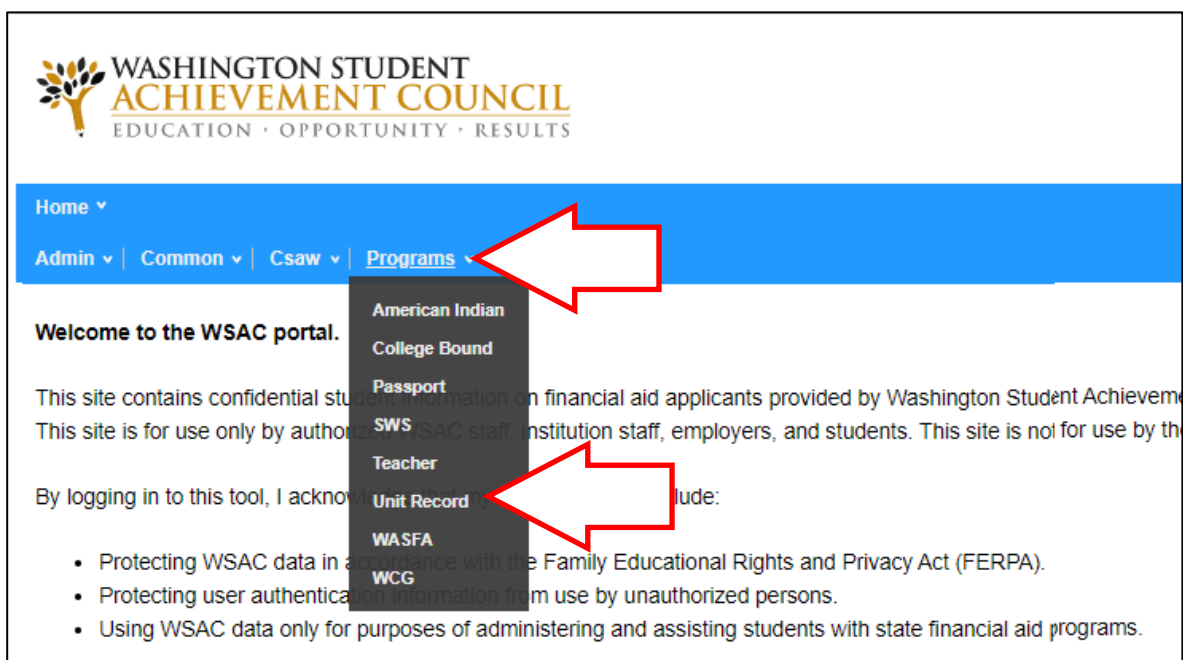 WASHINGTON STUDENT
ACHIEVEMENT COUNCIL
EDUCATION · OPPORTUNITY · RESULTS
Home
Admin | Common | Csaw | Programs
American Indian
College Bound
Passport
SWS
Teacher
Unit Record
WASFA
WCG
Welcome to the WSAC portal.
This site contains confidential student information on financial aid applicants provided by Washington Student Achieveme
This site is for use only by authorized WSAC staff, institution staff, employers, and students. This site is not for use by the
By logging in to this tool, I acknow lude:
• Protecting WSAC data in accordance with the Family Educational Rights and Privacy Act (FERPA).
• Protecting user authentication information from use by unauthorized persons.
• Using WSAC data only for purposes of administering and assisting students with state financial aid programs.